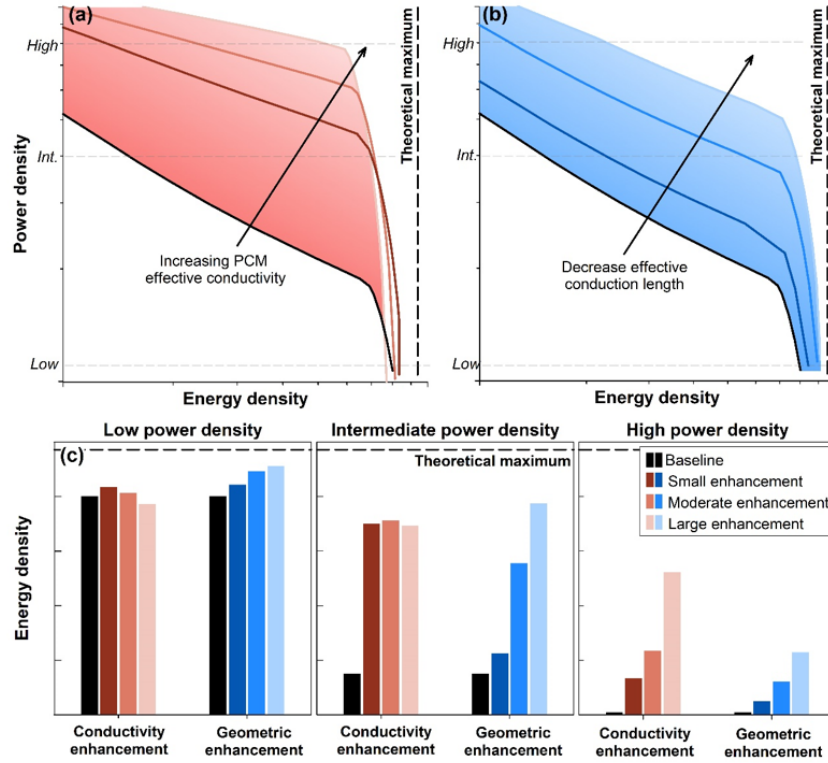 (a)
High
Int.
Low
Power density
Energy density
Increasing PCM
effective conductivity
Theoretical maximum
(b)
High
Int.
Low
Energy density
Decrease effective
conduction length
Theoretical maximum
Low power density
Intermediate power density
High power density
(c)
Theoretical maximum
Baseline
Small enhancement
Moderate enhancement
Large enhancement
Energy density
Conductivity
enhancement
Geometric
enhancement
Conductivity
enhancement
Geometric
enhancement
Conductivity
enhancement
Geometric
enhancement